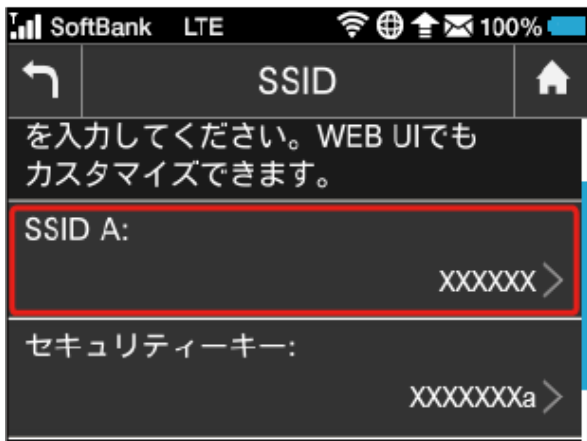 SoftBank LTE 100%
SSID
を入力してください。WEB UIでも
カスタマイズできます。
SSID A:
XXXXXX
セキュリティーキー:
XXXXXXXa